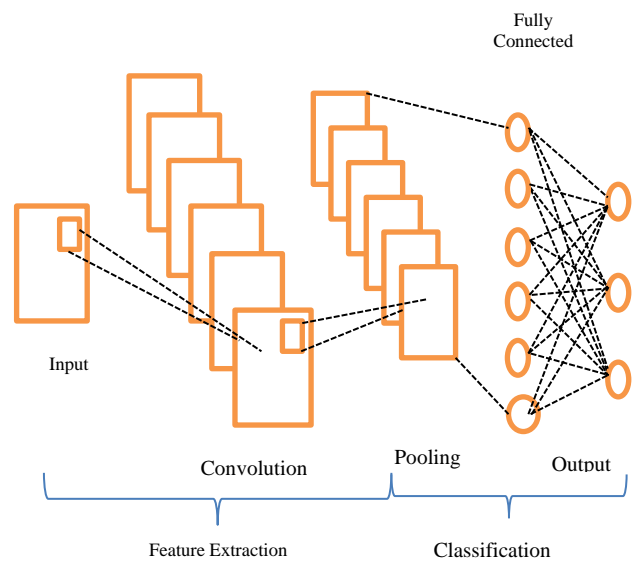 Fully
Connected
Input
Convolution
Pooling
Output
Feature Extraction
Classification